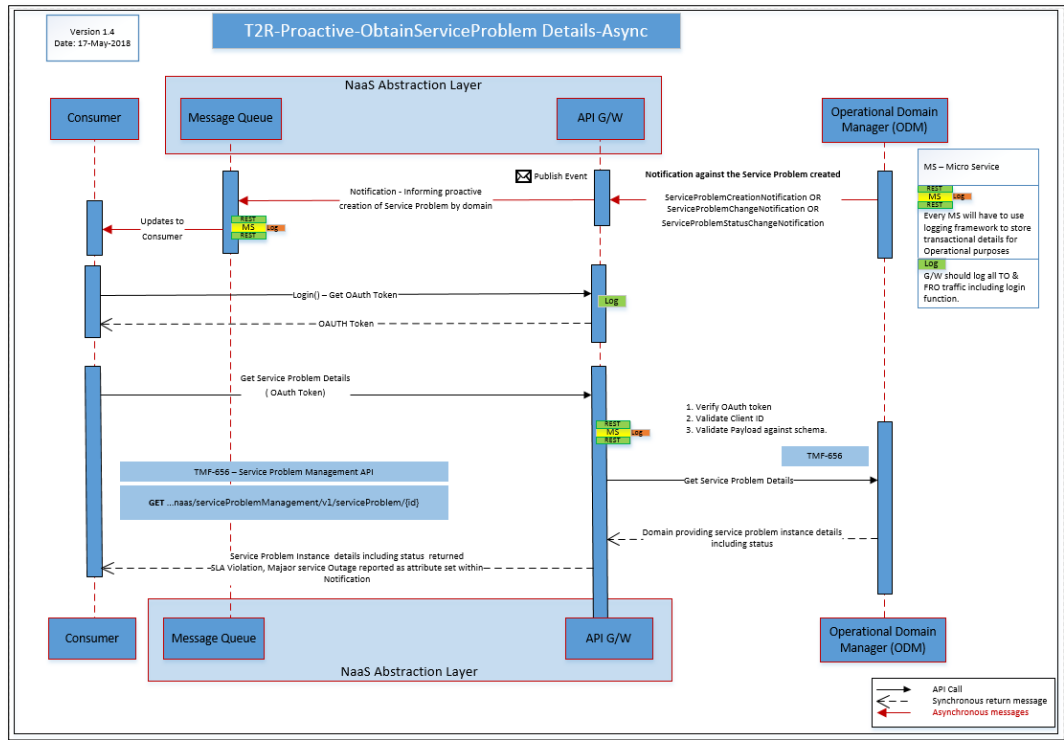 Version 1.4
Date: 17-May-2018
T2R-Proactive-ObtainServiceProblem Details-Async
NaaS Abstraction Layer
Consumer
Message Queue
API G/W
Operational Domain
Manager (ODM)
MS – Micro Service
REST
MS
Log
REST
Every MS will have to use
logging framework to store
transactional details for
Operational purposes
Log
G/W should log all TO &
FRO traffic including login
function.
Publish Event
Notification against the Service Problem created
ServiceProblemCreationNotification OR
ServiceProblemChangeNotification OR
ServiceProblemStatusChangeNotification
Notification - Informing proactive
creation of Service Problem by domain
Updates to
Consumer
REST
MS
Log
REST
Login() – Get OAuth Token
Log
OAUTH Token
Get Service Problem Details
( OAuth Token)
REST
MS
Log
REST
1. Verify OAuth token
2. Validate Client ID
3. Validate Payload against schema.
TMF-656
TMF-656 – Service Problem Management API
GET ...naas/serviceProblemManagement/v1/serviceProblem/{id}
Get Service Problem Details
Domain providing service problem instance details
including status
Service Problem Instance details including status returned
SLA Violation, Majaor service Outage reported as attribute set within
Notification
Consumer
Message Queue
API G/W
Operational Domain
Manager (ODM)
NaaS Abstraction Layer
API Call
Synchronous return message
Asynchronous messages